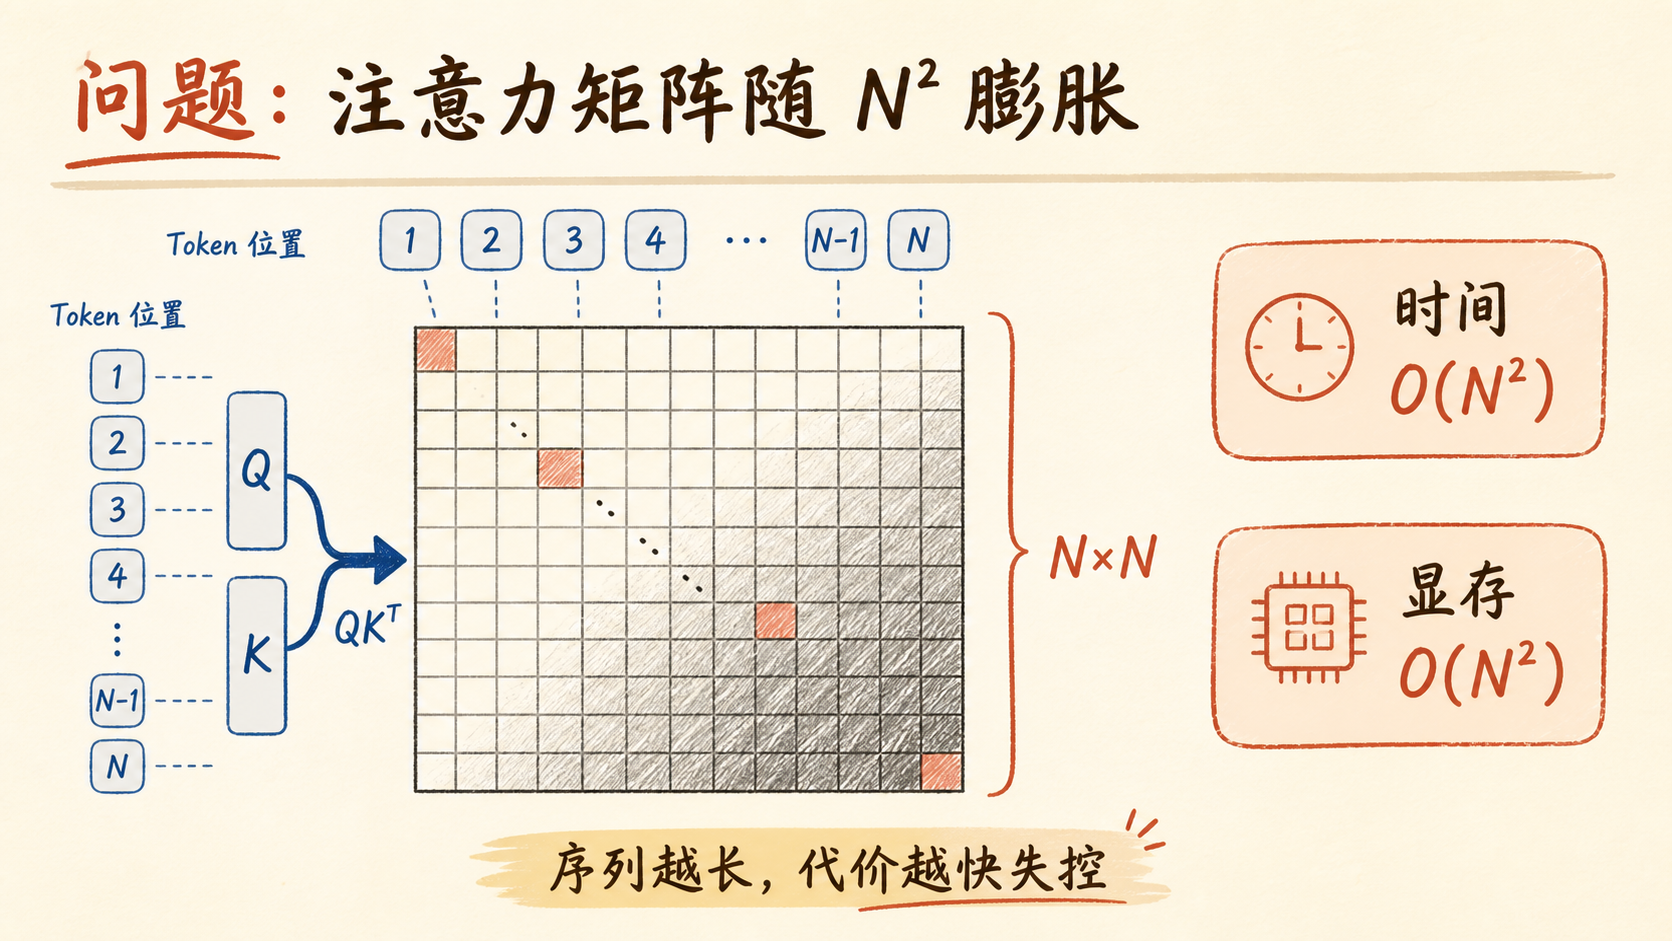 问题：注意力矩阵随 N² 膨胀
Token 位置
1 2 3 4 ... N-1 N
Token 位置
1
2
3
4
⋮
N-1
N
Q
K
QKᵀ
N×N
时间
O(N²)
显存
O(N²)
序列越长，代价越快失控